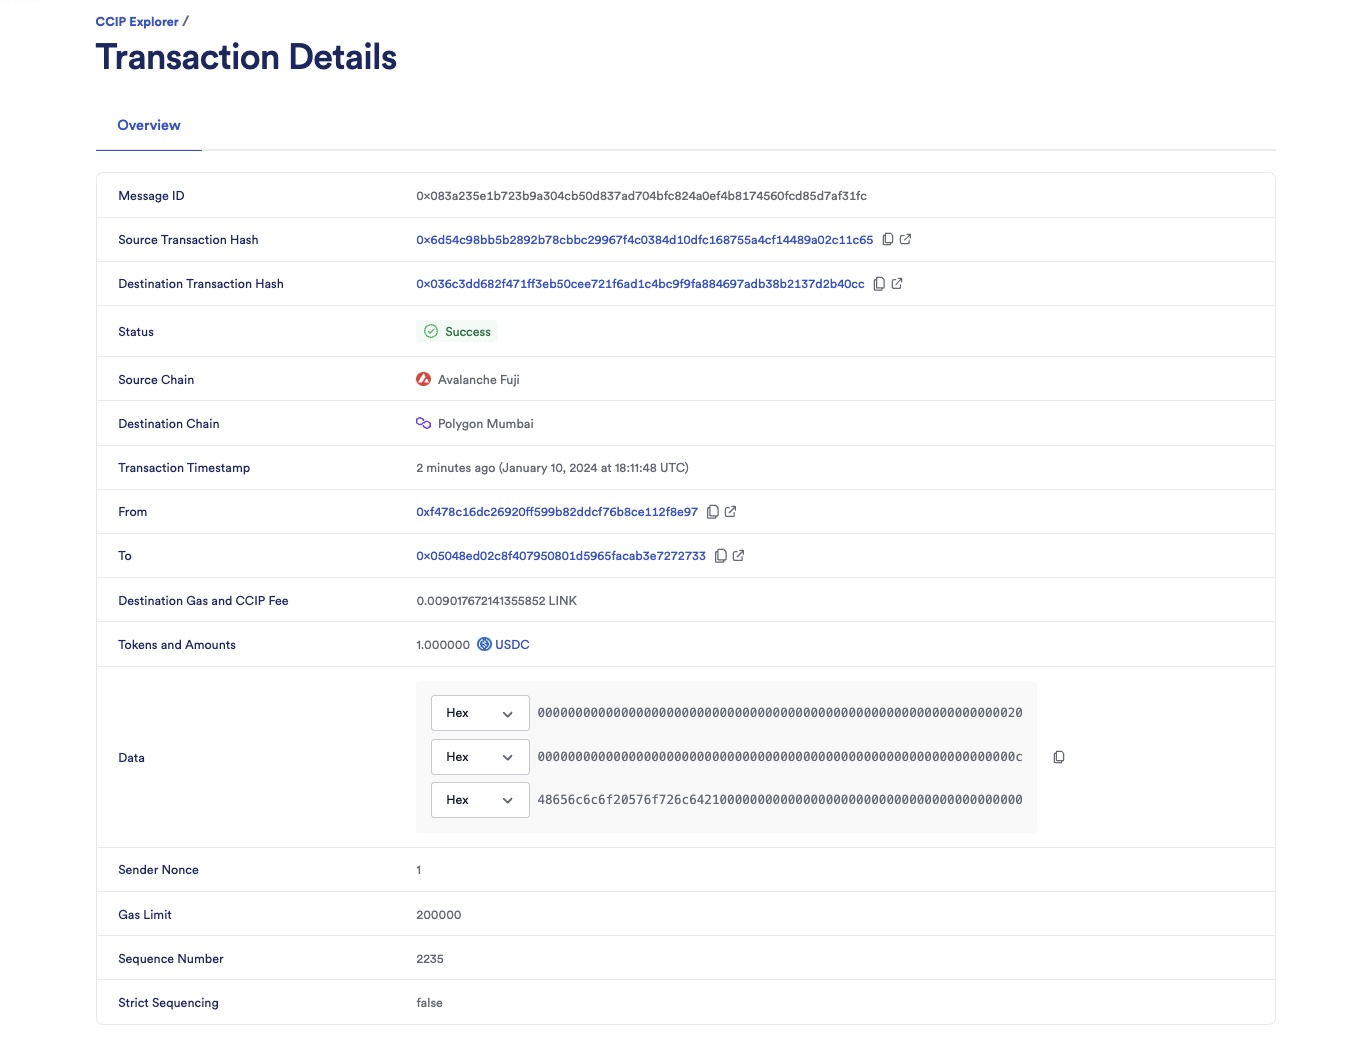 CCIP Explorer /
Transaction Details
Overview
Message ID 0x083a235e1b723b9a304cb50d837ad704bfc824a0ef4b8174560fcd85d7af31fc
Source Transaction Hash 0x6d54c98bb5b2892b78cbbc29967f4c0384d10dfc168755a4cf14489a02c11c65
Destination Transaction Hash 0x036c3dd682f471ff3eb50cee721f6ad1c4bc9f9fa884697adb38b2137d2b40cc
Status Success
Source Chain Avalanche Fuji
Destination Chain Polygon Mumbai
Transaction Timestamp 2 minutes ago (January 10, 2024 at 18:11:48 UTC)
From 0xf478c16dc26920ff599b82ddcf76b8ce112f8e97
To 0x05048ed02c8f407950801d5965facab3e7272733
Destination Gas and CCIP Fee 0.009017672141355852 LINK
Tokens and Amounts 1.000000 USDC
Data
Hex 0000000000000000000000000000000000000000000000000000000000000020
Hex 000000000000000000000000000000000000000000000000000000000000000c
Hex 48656c6c6f20576f726c64210000000000000000000000000000000000000000
Sender Nonce 1
Gas Limit 200000
Sequence Number 2235
Strict Sequencing false